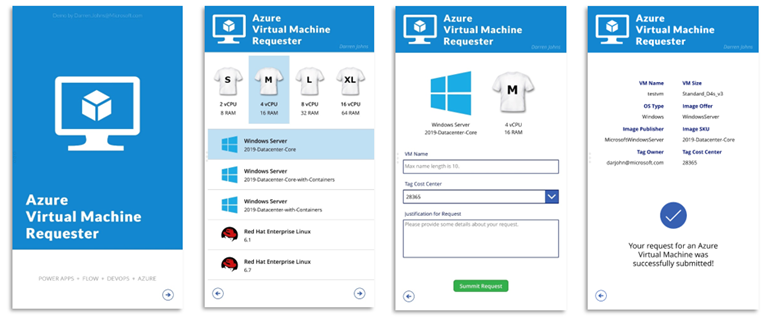 Demo by Darren Johns@microsoft.com
Azure
Virtual Machine
Requester
POWER APPS + FLOW + DEVOPS + AZURE
Azure
Virtual Machine
Requester
Darren Johns
S
M
L
XL
2 vCPU
4 vCPU
8 vCPU
16 vCPU
8 RAM
16 RAM
32 RAM
64 RAM
Windows Server
2019-Datacenter-Core
Windows Server
2019-Datacenter-Core-with-Containers
Windows Server
2019-Datacenter-with-Containers
Red Hat Enterprise Linux
6.1
Red Hat Enterprise Linux
6.7
Azure
Virtual Machine
Requester
Darren Johns
M
Windows Server
4 vCPU
2019-Datacenter-Core
16 RAM
VM Name
Max name length is 10.
Tag Cost Center
28365
Justification for Request
Please provide some details about your request.
Summit Request
Azure
Virtual Machine
Requester
Darren Johns
VM Name
VM Size
testvm
Standard_D4s_v3
OS Type
Image Offer
Windows
WindowsServer
Image Publisher
Image SKU
MicrosoftWindowsServer
2019-Datacenter-Core
Tag Owner
Tag Cost Center
darjohn@microsoft.com
28365
Your request for an Azure
Virtual Machine was
successfully submitted!